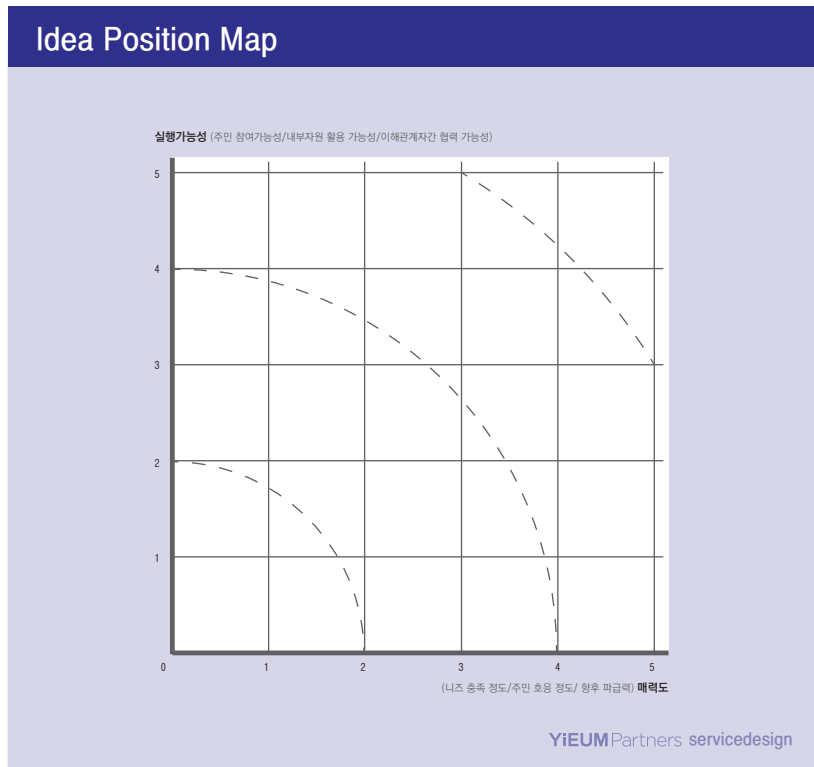 Idea Position Map
실행가능성 (주민 참여가능성/내부자원 활용 가능성/이해관계자간 협력 가능성)
5
4
3
2
1
0 1 2 3 4 5
(니즈 충족 정도/주민 호응 정도/ 향후 파급력) 매력도
YiEUM Partners servicedesign